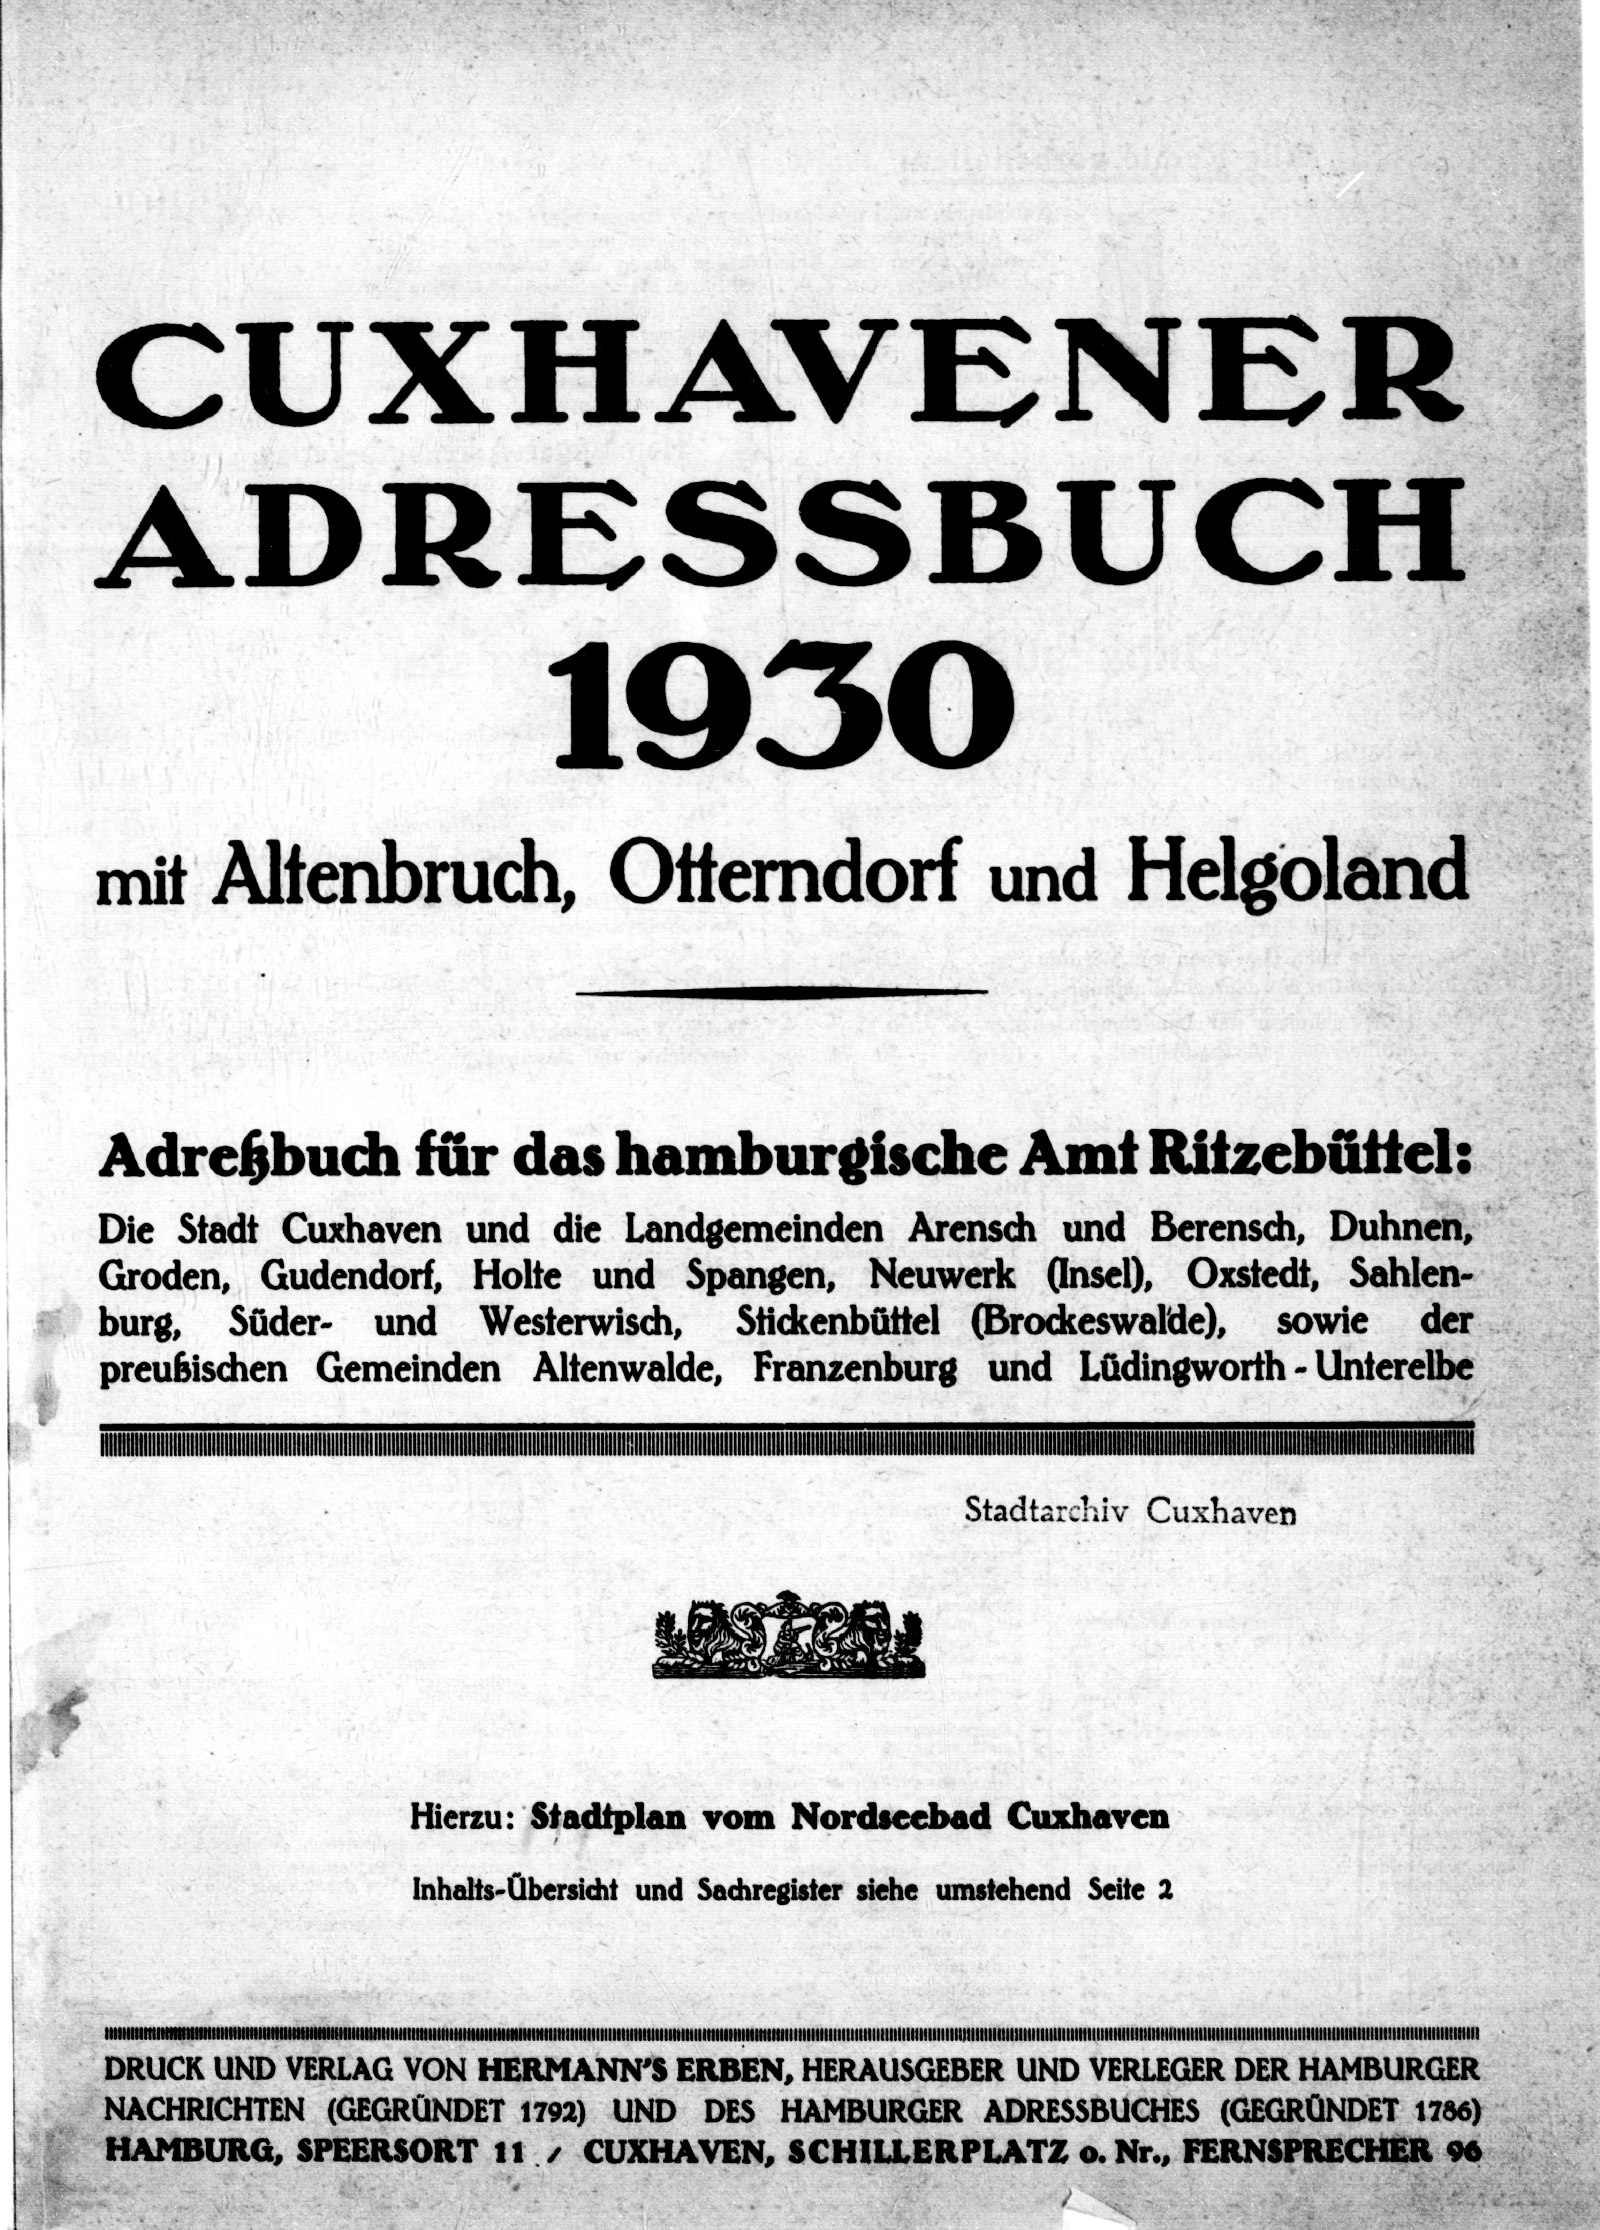 CUXHAVENER
ADRESSBUCH
1930
mit Altenbruch, Otterndorf und Helgoland
Adreßbuch für das hamburgische Amt Ritzebüttel:
Die Stadt Cuxhaven und die Landgemeinden Arensch und Berensch, Duhnen,
Groden, Gudendorf, Holte und Spangen, Neuwerk (Insel), Oxstedt, Sahlen-
burg, Süder- und Westerwisch, Stickenbüttel (Brockeswalde), sowie der
preußischen Gemeinden Altenwalde, Franzenburg und Lüdingworth - Unterelbe
Stadtarchiv Cuxhaven
Hierzu: Stadtplan vom Nordseebad Cuxhaven
Inhalts-Übersicht und Sachregister siehe umstehend Seite 2
DRUCK UND VERLAG VON HERMANN'S ERBEN, HERAUSGEBER UND VERLEGER DER HAMBURGER
NACHRICHTEN (GEGRÜNDET 1792) UND DES HAMBURGER ADRESSBUCHES (GEGRÜNDET 1786)
HAMBURG, SPEERSORT 11 / CUXHAVEN, SCHILLERPLATZ o. Nr., FERNSPRECHER 96